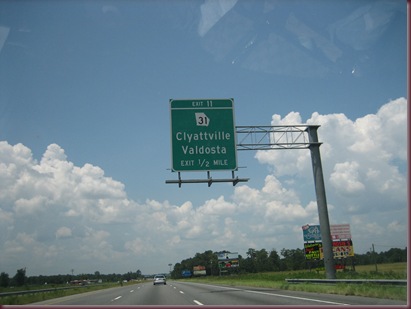 EXIT 11
31
Clyattville
Valdosta
EXIT 1/2 MILE